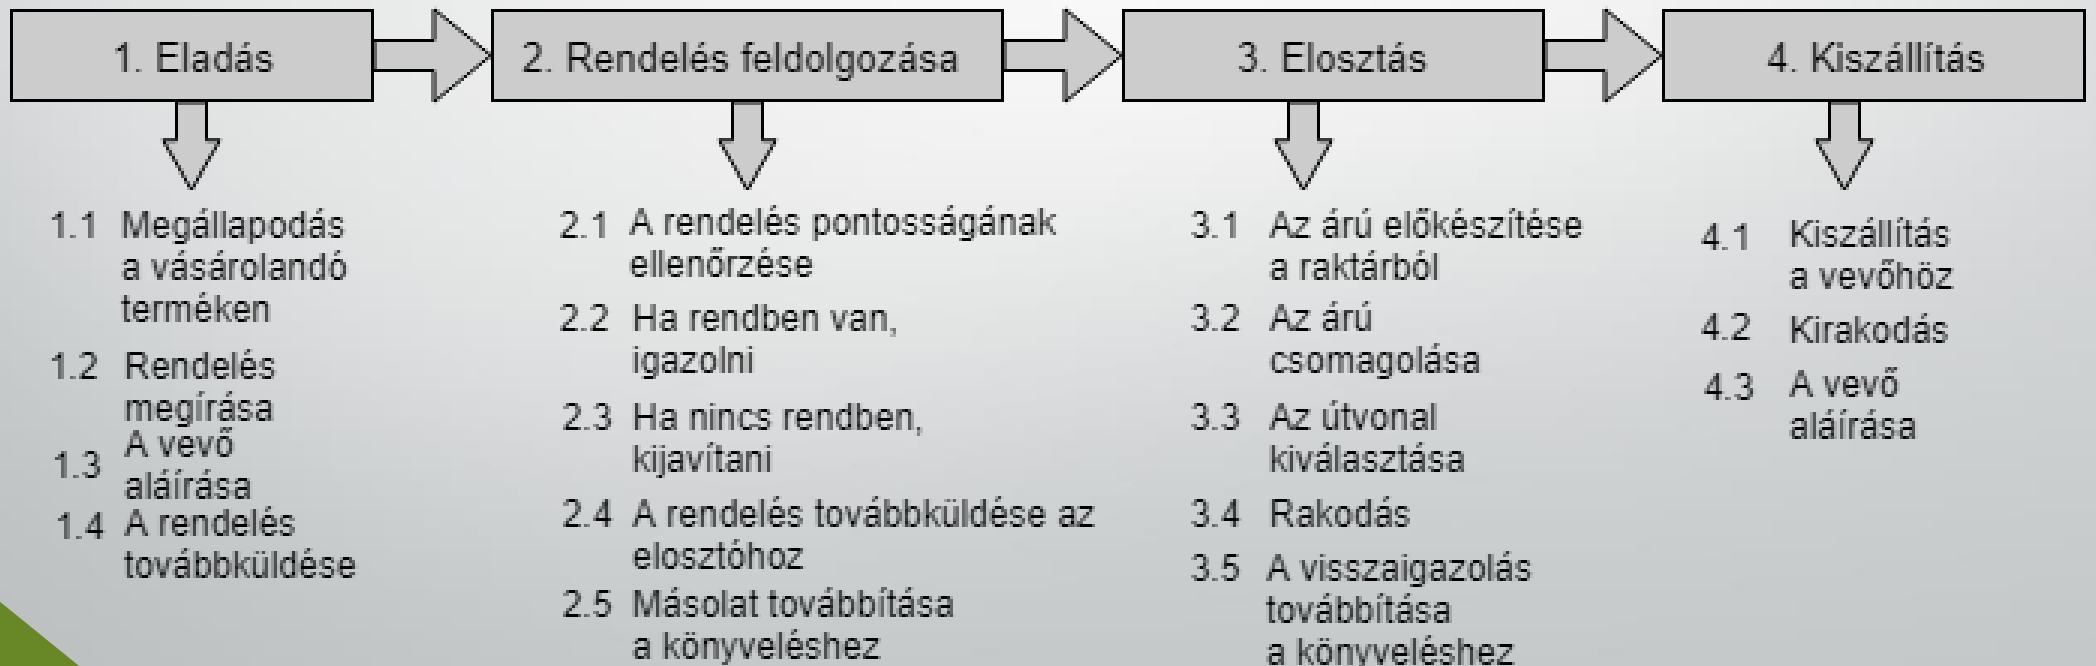 1. Eladás
2. Rendelés feldolgozása
3. Elosztás
4. Kiszállítás
1.1 Megállapodás
a vásárolandó
terméken
1.2 Rendelés
megírása
1.3 A vevő
aláírása
1.4 A rendelés
továbbküldése
2.1 A rendelés pontosságának
ellenőrzése
2.2 Ha rendben van,
igazolni
2.3 Ha nincs rendben,
kijavítani
2.4 A rendelés továbbküldése az
elosztóhoz
2.5 Másolat továbbítása
a könyveléshez
3.1 Az árú előkészítése
a raktárból
3.2 Az árú
csomagolása
3.3 Az útvonal
kiválasztása
3.4 Rakodás
3.5 A visszaigazolás
továbbítása
a könyveléshez
4.1 Kiszállítás
a vevőhöz
4.2 Kirakodás
4.3 A vevő
aláírása